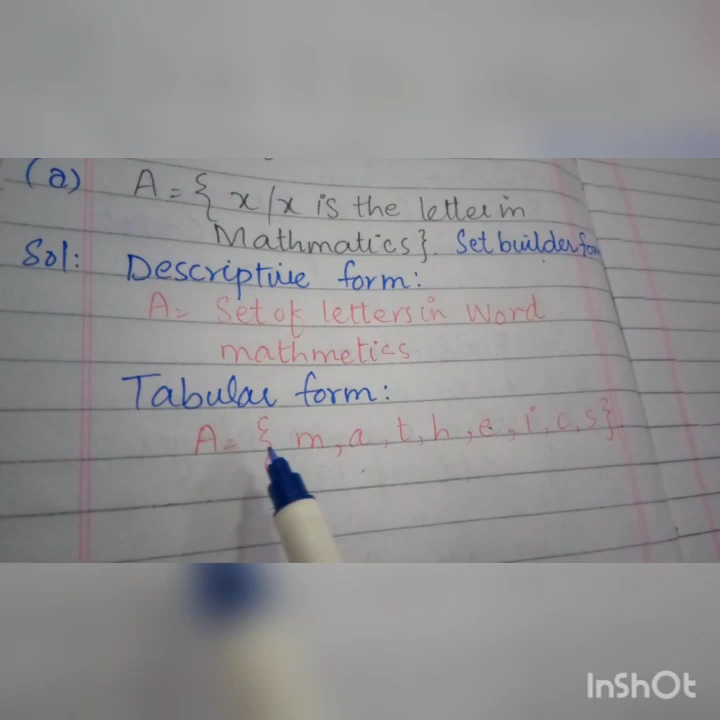 (a) A = { x/x is the letter in
Mathmatics}. Set builder for
Sol: Descriptive form:
A = Set of letters in word
mathmetics.
Tabular form:
A = { m, a, t, h, e, i, c, s}.
InShOt